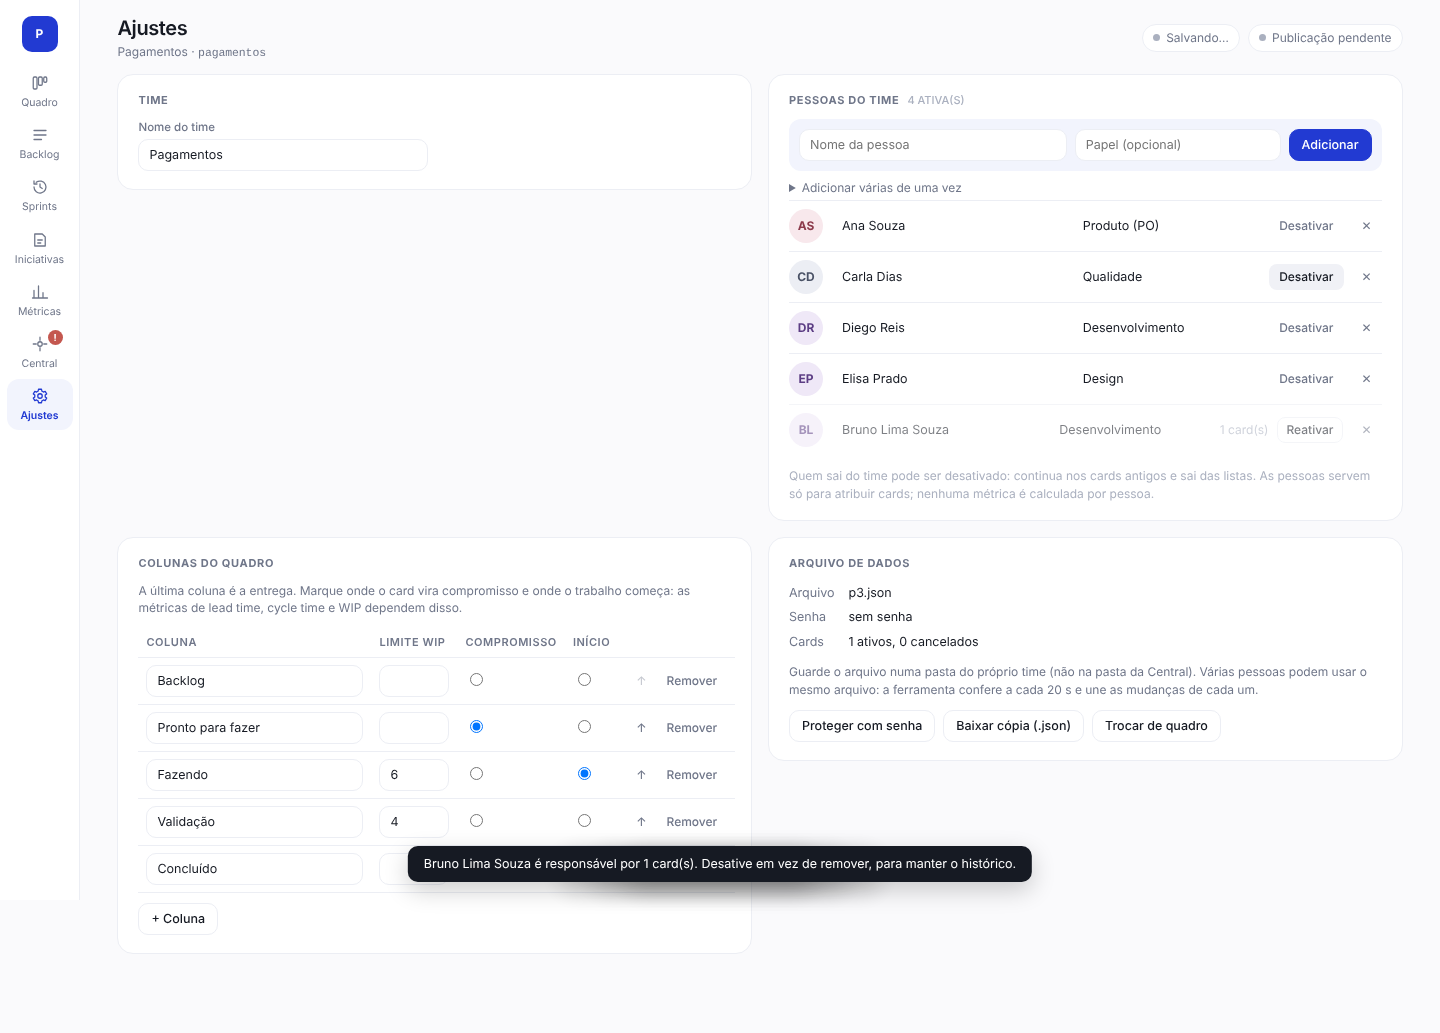 P
Quadro
Backlog
Sprints
Iniciativas
Métricas
!
Central
Ajustes
Ajustes
Pagamentos · pagamentos
Salvando...
Publicação pendente
TIME
Nome do time
Pagamentos
PESSOAS DO TIME 4 ATIVA(S)
Nome da pessoa Papel (opcional) Adicionar
Adicionar várias de uma vez
AS Ana Souza Produto (PO) Desativar ×
CD Carla Dias Qualidade Desativar ×
DR Diego Reis Desenvolvimento Desativar ×
EP Elisa Prado Design Desativar ×
BL Bruno Lima Souza Desenvolvimento 1 card(s) Reativar ×
Quem sai do time pode ser desativado: continua nos cards antigos e sai das listas. As pessoas servem
só para atribuir cards; nenhuma métrica é calculada por pessoa.
COLUNAS DO QUADRO
A última coluna é a entrega. Marque onde o card vira compromisso e onde o trabalho começa: as
métricas de lead time, cycle time e WIP dependem disso.
COLUNA LIMITE WIP COMPROMISSO INÍCIO
Backlog ↑ Remover
Pronto para fazer ↑ Remover
Fazendo 6 ↑ Remover
Validação 4 ↑ Remover
Concluído
+ Coluna
ARQUIVO DE DADOS
Arquivo p3.json
Senha sem senha
Cards 1 ativos, 0 cancelados
Guarde o arquivo numa pasta do próprio time (não na pasta da Central). Várias pessoas podem usar o
mesmo arquivo: a ferramenta confere a cada 20 s e une as mudanças de cada um.
Proteger com senha Baixar cópia (.json) Trocar de quadro
Bruno Lima Souza é responsável por 1 card(s). Desative em vez de remover, para manter o histórico.